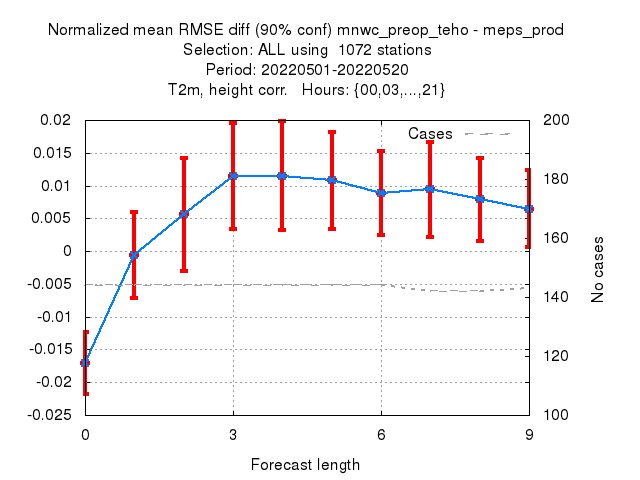 Normalized mean RMSE diff (90% conf) mnwc_preop_teho - meps_prod
Selection: ALL using  1072 stations
Period: 20220501-20220520
T2m, height corr.   Hours: {00,03,...,21}
Cases
0.02
0.015
0.01
0.005
0
-0.005
-0.01
-0.015
-0.02
-0.025
200
180
160
140
120
100
No cases
0 3 6 9
Forecast length